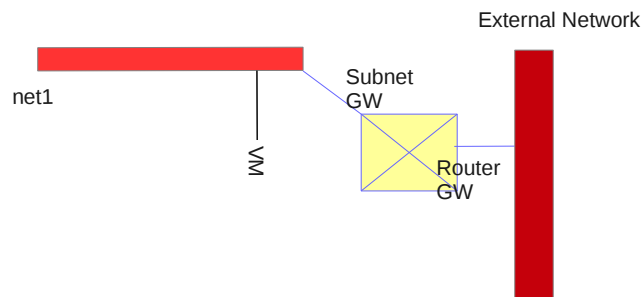 External Network
Subnet
GW
net1
VM
Router
GW